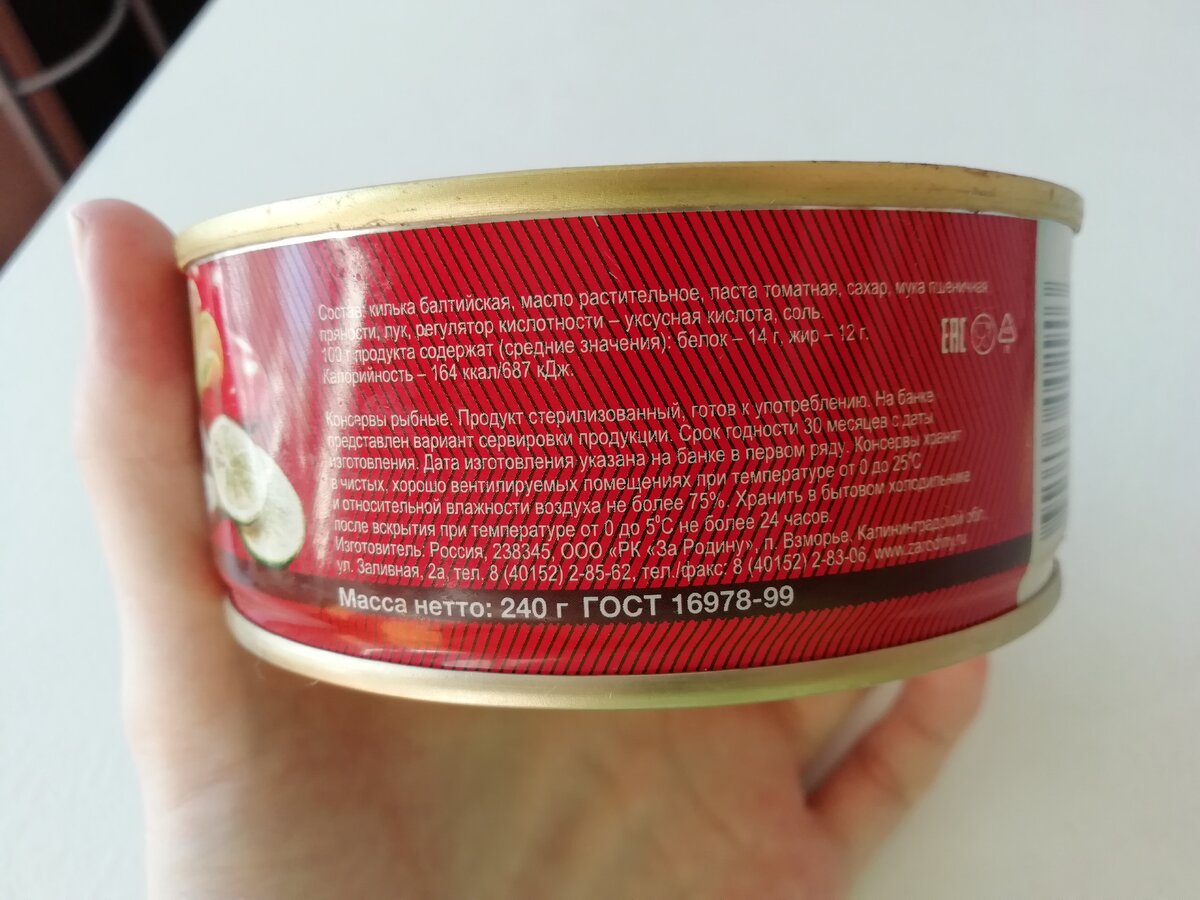 Состав: килька балтийская, масло растительное, паста томатная, сахар, мука пшеничная
пряности, лук, регулятор кислотности – уксусная кислота, соль.
100 г продукта содержат (средние значения): белок – 14 г, жир – 12 г.
Калорийность – 164 ккал/687 кДж.
EAC
Консервы рыбные. Продукт стерилизованный, готов к употреблению. На банке
представлен вариант сервировки продукции. Срок годности 30 месяцев с даты
изготовления. Дата изготовления указана на банке в первом ряду. Консервы хранят
в чистых, хорошо вентилируемых помещениях при температуре от 0 до 25°С
и относительной влажности воздуха не более 75%. Хранить в бытовом холодильнике
после вскрытия при температуре от 0 до 5°С не более 24 часов.
Изготовитель: Россия, 238345, ООО «РК «За Родину», п. Взморье, Калининградской обл.
ул. Заливная, 2а, тел. 8 (40152) 2-85-62, тел./факс: 8 (40152) 2-83-06, www.zarodinу.ru.
Масса нетто: 240 г ГОСТ 16978-99